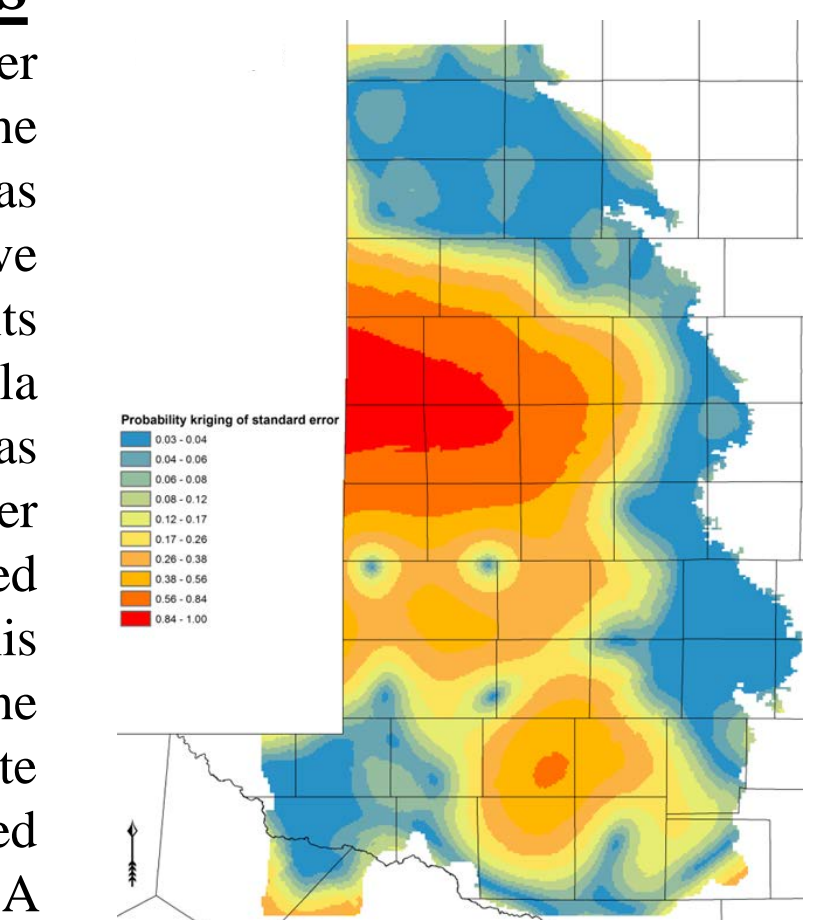 er
ne
as
ve
its
la
as
er
ed
is
ne
te
ed
A
Probability kriging of standard error
0.03 - 0.04
0.04 - 0.06
0.06 - 0.08
0.08 - 0.12
0.12 - 0.17
0.17 - 0.26
0.26 - 0.38
0.38 - 0.56
0.56 - 0.84
0.84 - 1.00